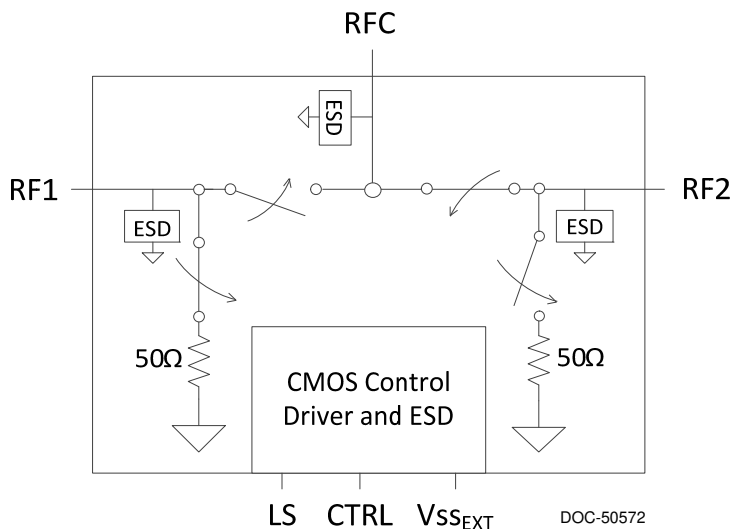 RFC
ESD
RF1
RF2
ESD
ESD
50Ω
50Ω
CMOS Control
Driver and ESD
LS
CTRL
VssEXT
DOC-50572